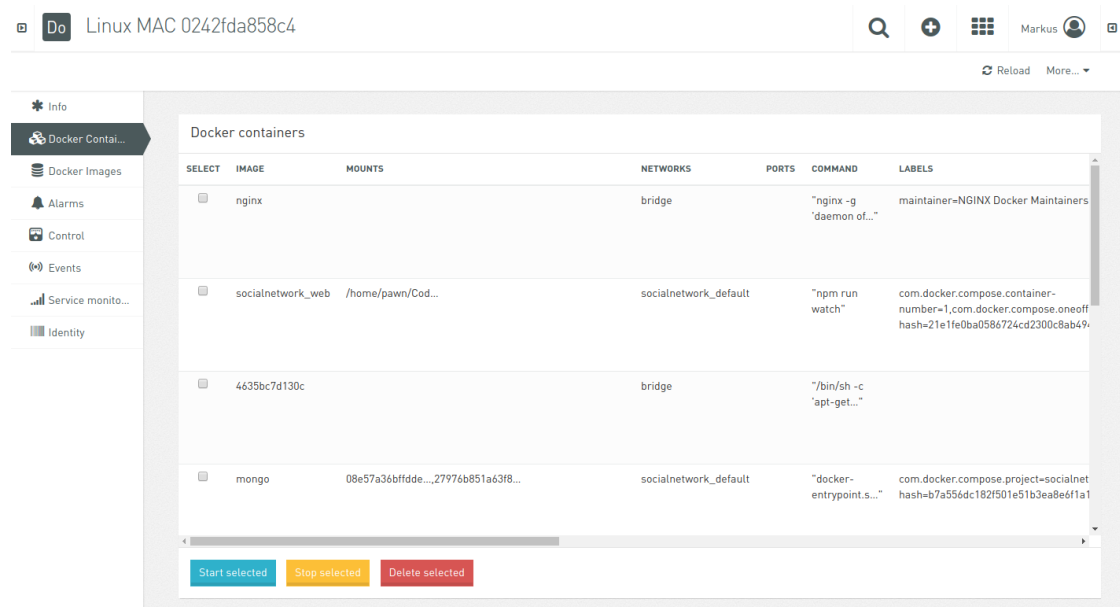 Do Linux MAC 0242fda858c4
Markus
Reload More...
Info
Docker Contai...
Docker Images
Alarms
Control
Events
Service monito...
Identity
Docker containers
SELECT IMAGE MOUNTS NETWORKS PORTS COMMAND LABELS
nginx bridge "nginx -g maintainer=NGINX Docker Maintainers
'daemon of..."
socialnetwork_web /home/pawn/Cod... socialnetwork_default "npm run com.docker.compose.container-
watch" number=1,com.docker.compose.oneoff
hash=21e1fe0ba0586724cd2300c8ab494
4635bc7d130c bridge "/bin/sh -c
'apt-get..."
mongo 08e57a36bffdde...,27976b851a63f8... socialnetwork_default "docker- com.docker.compose.project=socialnet
entrypoint.s..." hash=b7a556dc182f501e51b3ea8e6f1a1
Start selected Stop selected Delete selected